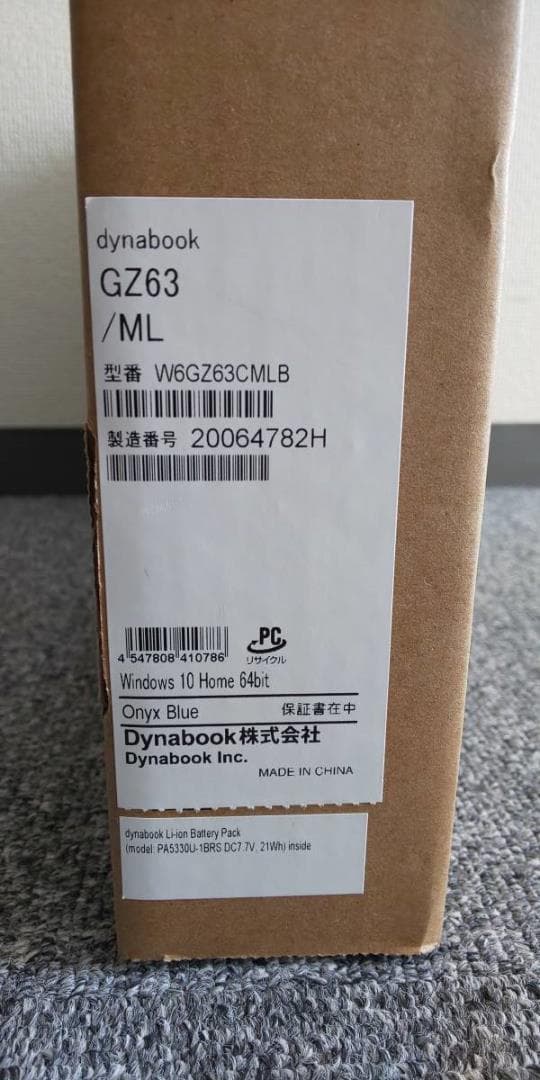 dynabook
GZ63
/ML
型番 W6GZ63CMLB
製造番号 20064782H
4 547808 410786
PC
リサイクル
Windows 10 Home 64bit
Onyx Blue 保証書在中
Dynabook株式会社
Dynabook Inc.
MADE IN CHINA
dynabook Li-ion Battery Pack
(model: PA5330U-1BRS DC7.7V, 21Wh) inside